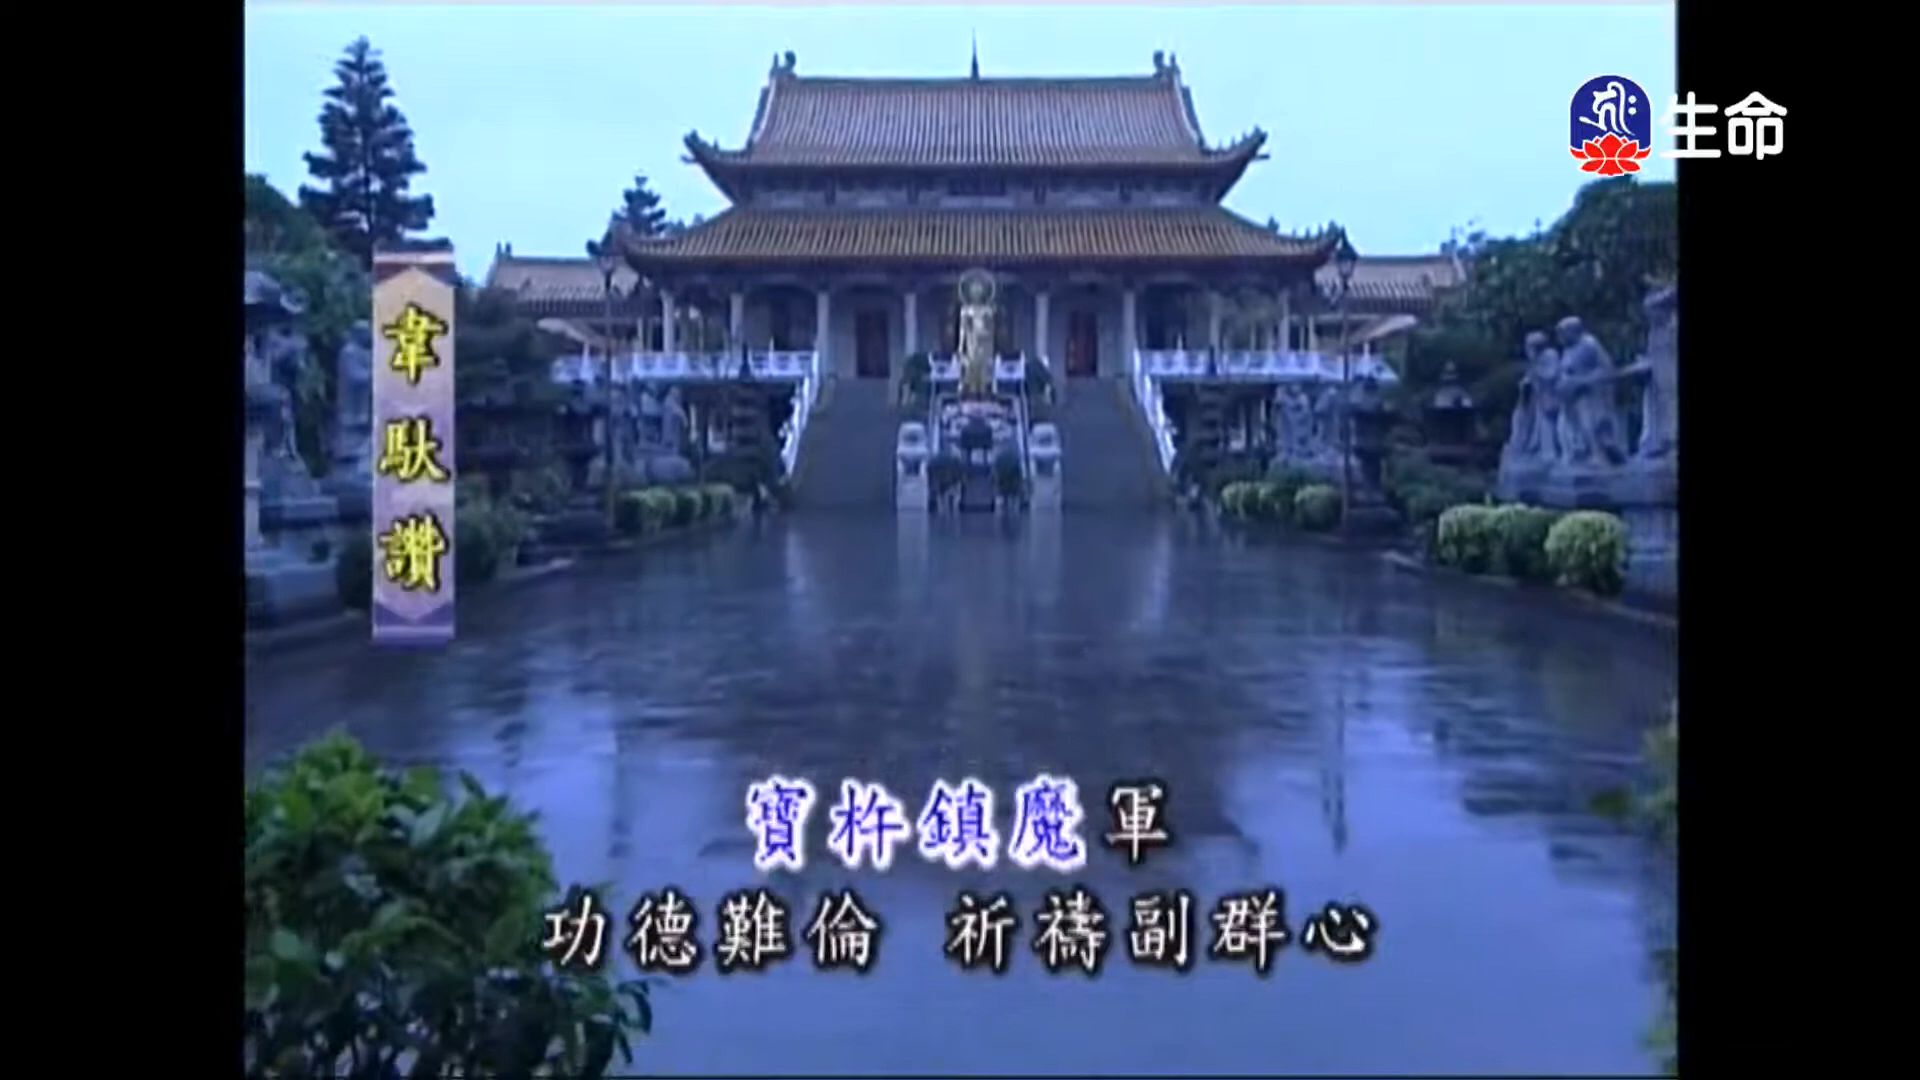 生命
韋馱讚
寶杵鎮魔軍
功德難倫 祈禱副群心